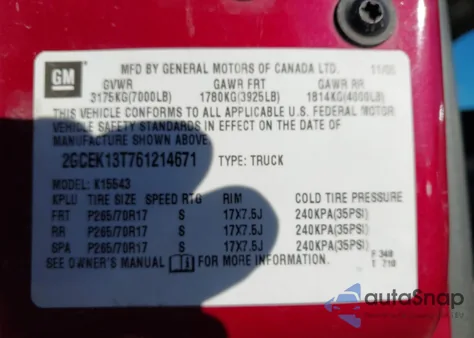 GM
MFD BY GENERAL MOTORS OF CANADA LTD. 11/05
GVWR GAWR FRT GAWR RR
3175KG(7000LB) 1780KG(3925LB) 1814KG(4000LB)
THIS VEHICLE CONFORMS TO ALL APPLICABLE U.S. FEDERAL MOTOR
VEHICLE SAFETY STANDARDS IN EFFECT ON THE DATE OF
MANUFACTURE SHOWN ABOVE.
2GCEK13T761214671 TYPE: TRUCK
MODEL: K15543
KPLU TIRE SIZE SPEED RTG RIM COLD TIRE PRESSURE
FRT P265/70R17 S 17X7.5J 240KPA(35PSI)
RR P265/70R17 S 17X7.5J 240KPA(35PSI)
SPA P265/70R17 S 17X7.5J 240KPA(35PSI)
SEE OWNER'S MANUAL FOR MORE INFORMATION. F 348
T 710
autoSnap